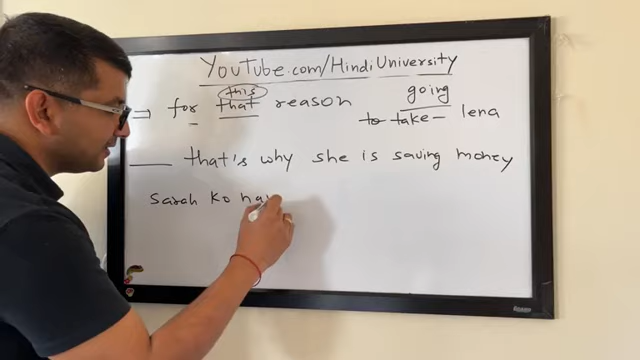 YouTube.com/HindiUniversity
this going
⇒ for that reason to take – lena
___ that's why she is saving money
Sarah ko na